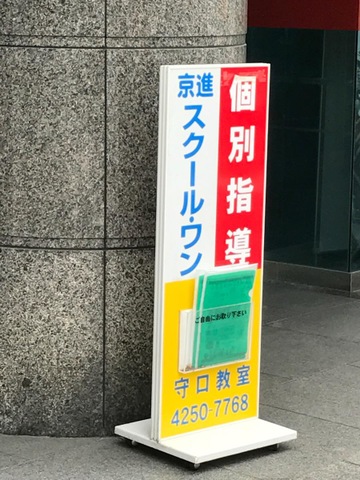 個別指導
京進
スクール・ワン
ご自由にお取り下さい
守口教室
4250-7768